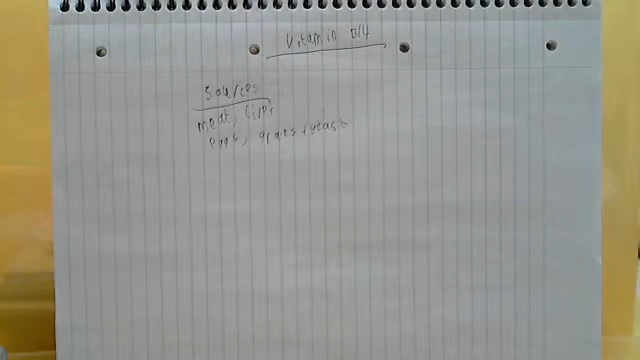 Vitamin B14
Sources
meat, liver
eggs, grains + yeast